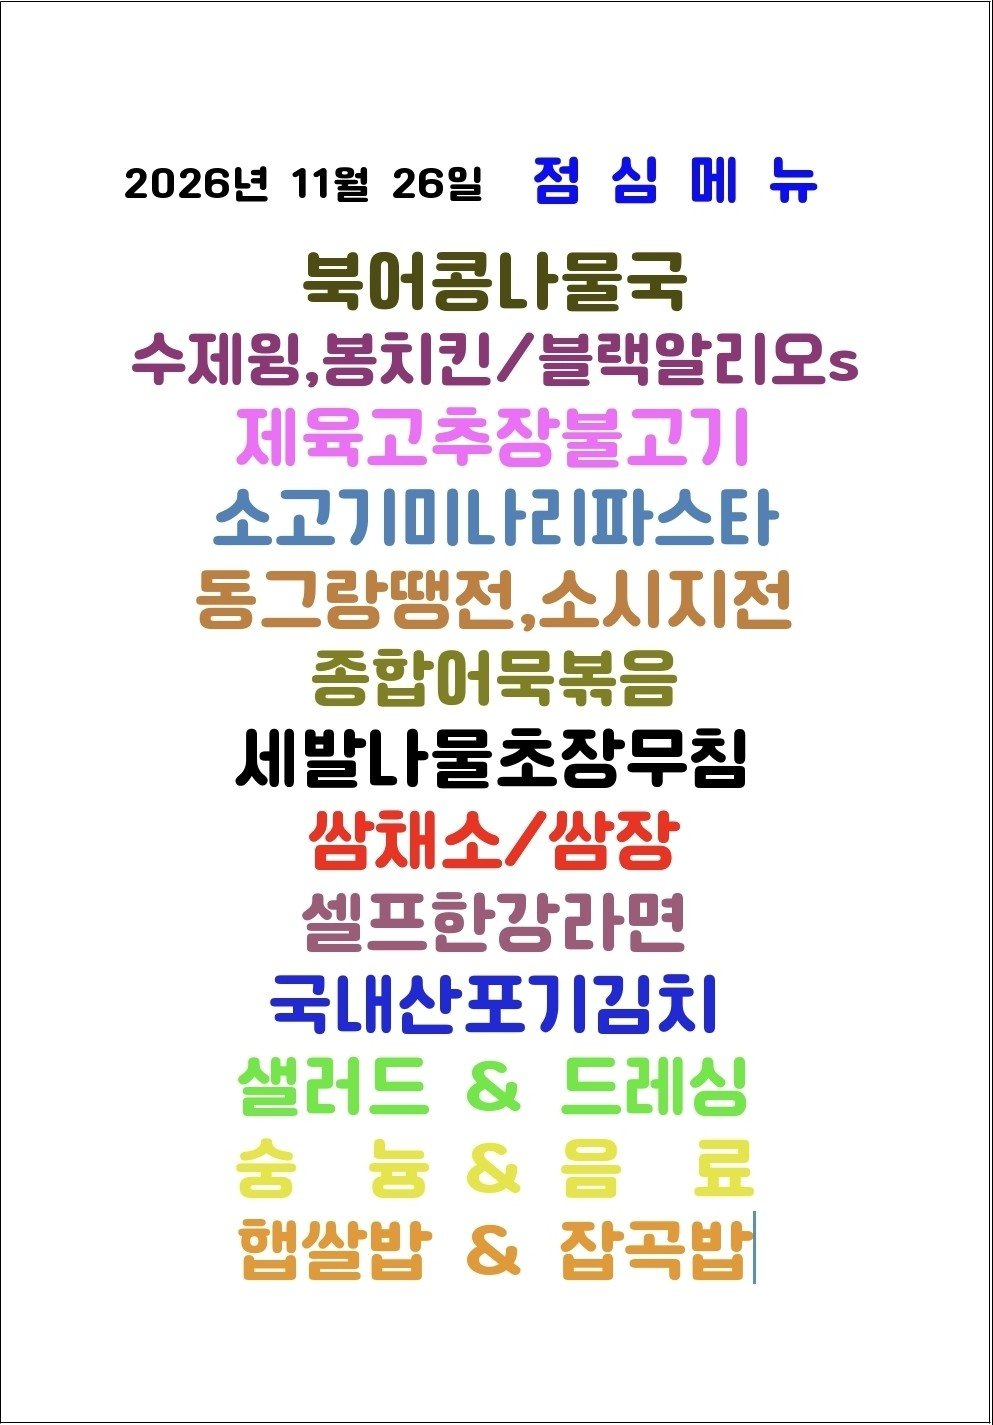 2026년 11월 26일 점 심 메 뉴
북어콩나물국
수제윙,봉치킨/블랙알리오s
제육고추장불고기
소고기미나리파스타
동그랑땡전,소시지전
종합어묵볶음
세발나물초장무침
쌈채소/쌈장
셀프한강라면
국내산포기김치
샐러드 & 드레싱
숭 늉 & 음 료
햅쌀밥 & 잡곡밥